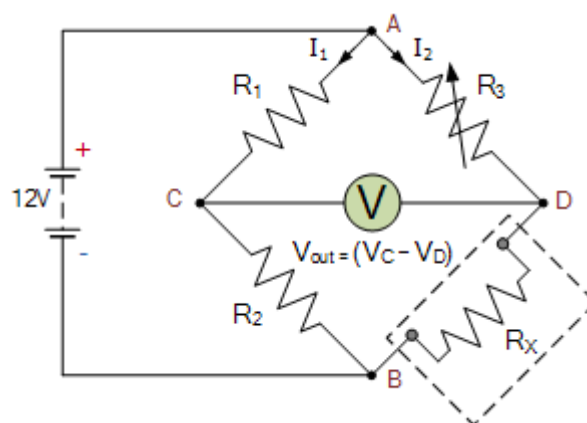 A
I₁
I₂
R₁
R₃
+
12V
C
V
D
-
Vout = (VC – VD)
R₂
RX
B